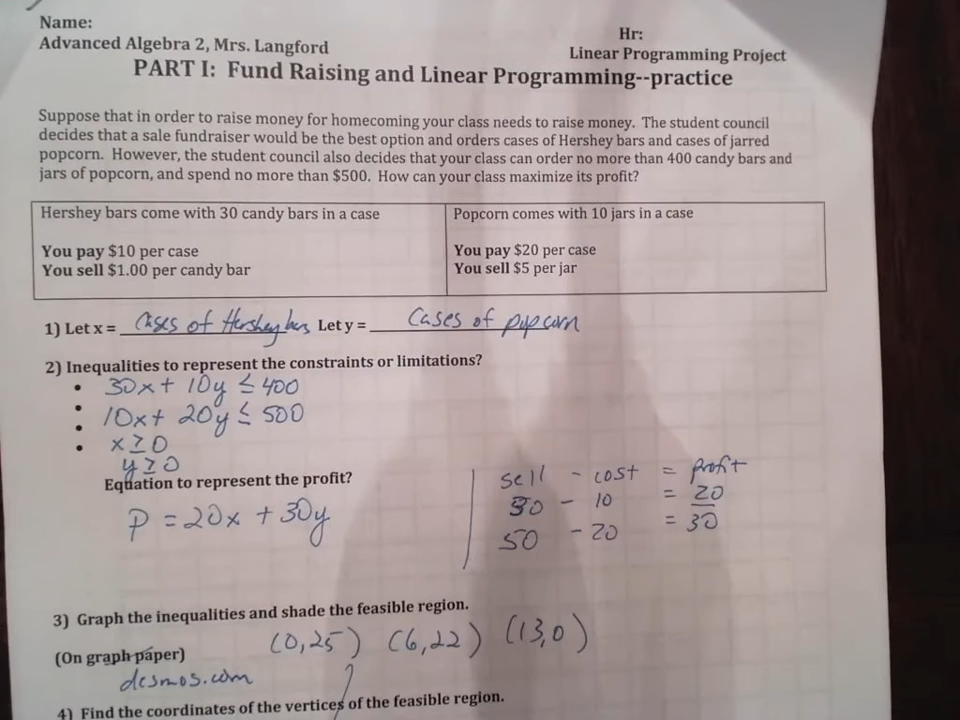 Name:
Hr:
Advanced Algebra 2, Mrs. Langford
Linear Programming Project
PART I: Fund Raising and Linear Programming--practice
Suppose that in order to raise money for homecoming your class needs to raise money. The student council
decides that a sale fundraiser would be the best option and orders cases of Hershey bars and cases of jarred
popcorn. However, the student council also decides that your class can order no more than 400 candy bars and
jars of popcorn, and spend no more than $500. How can your class maximize its profit?
Hershey bars come with 30 candy bars in a case
You pay $10 per case
You sell $1.00 per candy bar
Popcorn comes with 10 jars in a case
You pay $20 per case
You sell $5 per jar
1) Let x = Cases of Hershey bars Let y = Cases of popcorn
2) Inequalities to represent the constraints or limitations?
• 30x + 10y ≤ 400
• 10x + 20y ≤ 500
• x ≥ 0
• y ≥ 0
Equation to represent the profit?
P = 20x + 30y
sell - cost = profit
30 - 10 = 20
50 - 20 = 30
3) Graph the inequalities and shade the feasible region.
(On graph paper) (0,25) (6,22) (13,0)
desmos.com
4) Find the coordinates of the vertices of the feasible region.